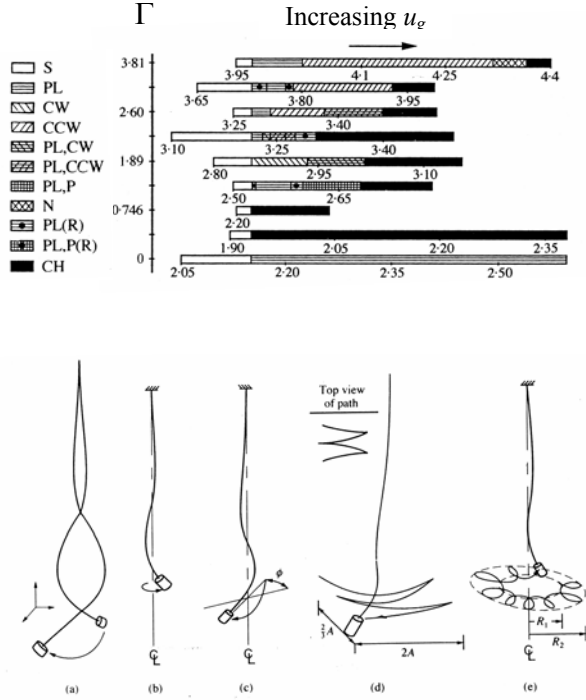 Γ Increasing u_g
3·81
2·60
1·89
0·746
0
S
PL
CW
CCW
PL,CW
PL,CCW
PL,P
N
PL(R)
PL,P(R)
CH
3·95 4·1 4·25 4·4
3·65 3·80 3·95
3·25 3·40
3·10 3·25 3·40
2·80 2·95 3·10
2·50 2·65
2·20
1·90 2·05 2·20 2·35
2·05 2·20 2·35 2·50
Top view
of path
ϕ
2/3 A
2A
R₁
R₂
℄
℄
℄
℄
(a) (b) (c) (d) (e)